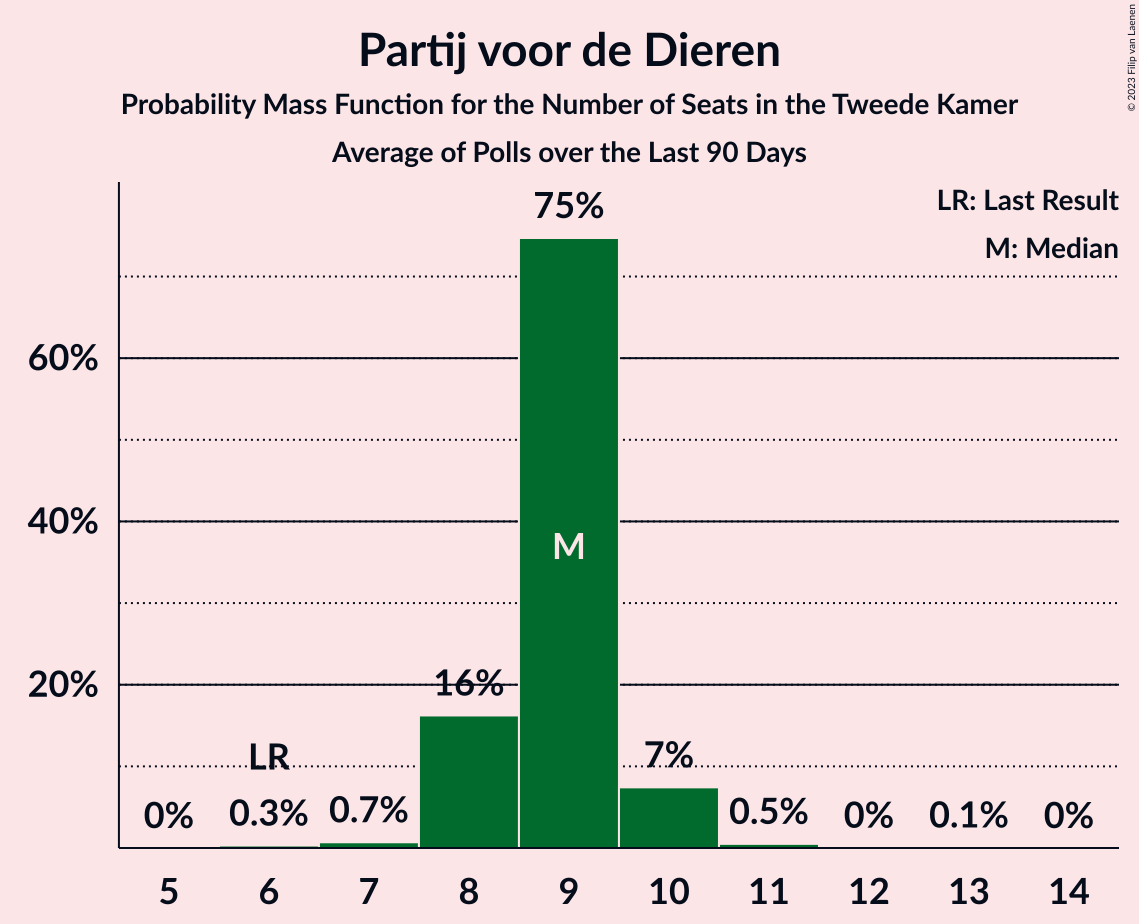 Partij voor de Dieren
Probability Mass Function for the Number of Seats in the Tweede Kamer
Average of Polls over the Last 90 Days
© 2023 Filip van Laenen
LR: Last Result
M: Median
75%
60%
40%
M
20%
16%
LR
7%
0%
0.3%
0.7%
0.5%
0%
0.1%
0%
5 6 7 8 9 10 11 12 13 14